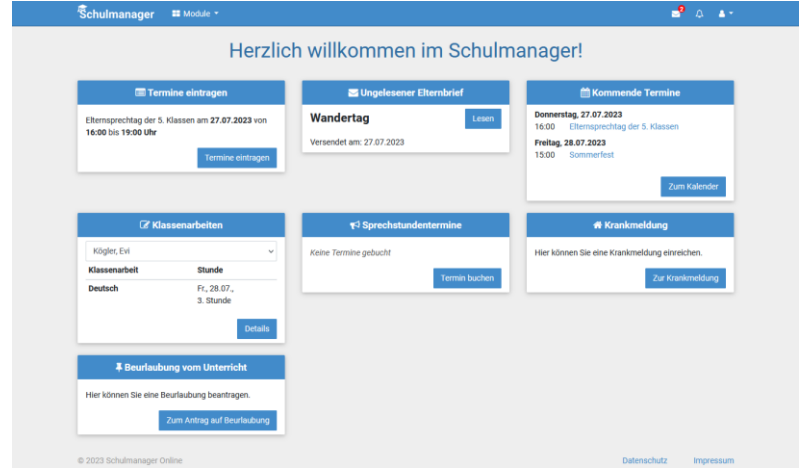 Schulmanager Module 2
Herzlich willkommen im Schulmanager!
Termine eintragen
Elternsprechtag der 5. Klassen am 27.07.2023 von
16:00 bis 19:00 Uhr
Termine eintragen
Ungelesener Elternbrief
Wandertag Lesen
Versendet am: 27.07.2023
Kommende Termine
Donnerstag, 27.07.2023
16:00 Elternsprechtag der 5. Klassen
Freitag, 28.07.2023
15:00 Sommerfest
Zum Kalender
Klassenarbeiten
Kögler, Evi
Klassenarbeit Stunde
Deutsch Fr., 28.07.,
3. Stunde
Details
Sprechstundentermine
Keine Termine gebucht
Termin buchen
Krankmeldung
Hier können Sie eine Krankmeldung einreichen.
Zur Krankmeldung
Beurlaubung vom Unterricht
Hier können Sie eine Beurlaubung beantragen.
Zum Antrag auf Beurlaubung
© 2023 Schulmanager Online Datenschutz Impressum